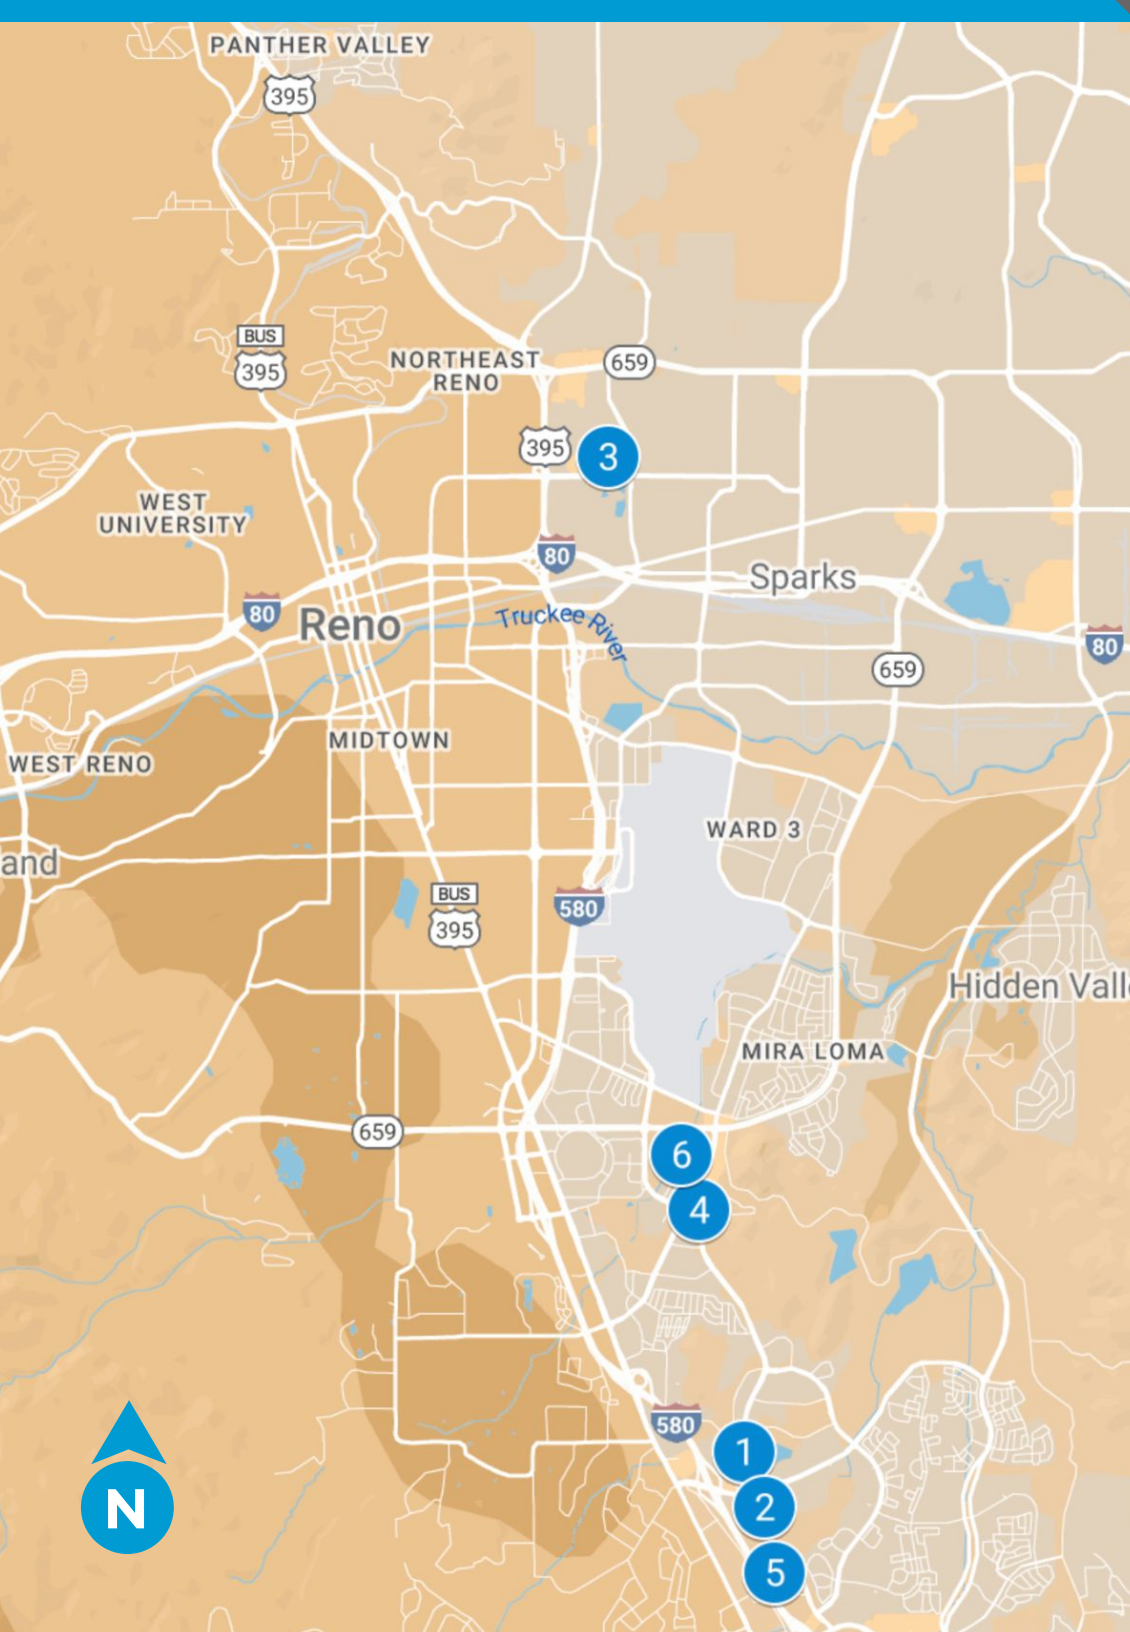 PANTHER VALLEY
395
BUS
395
NORTHEAST
RENO
659
395
3
WEST
UNIVERSITY
80
Sparks
80
Reno
Truckee River
80
659
MIDTOWN
WEST RENO
WARD 3
and
BUS
395
580
Hidden Vall
MIRA LOMA
659
6
4
580
1
2
N
5